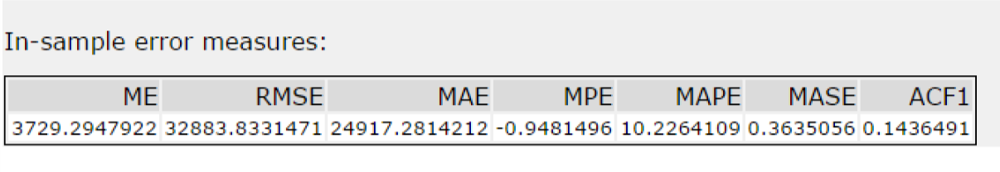 In-sample error measures:
ME RMSE MAE MPE MAPE MASE ACF1
3729.2947922 32883.8331471 24917.2814212 -0.9481496 10.2264109 0.3635056 0.1436491